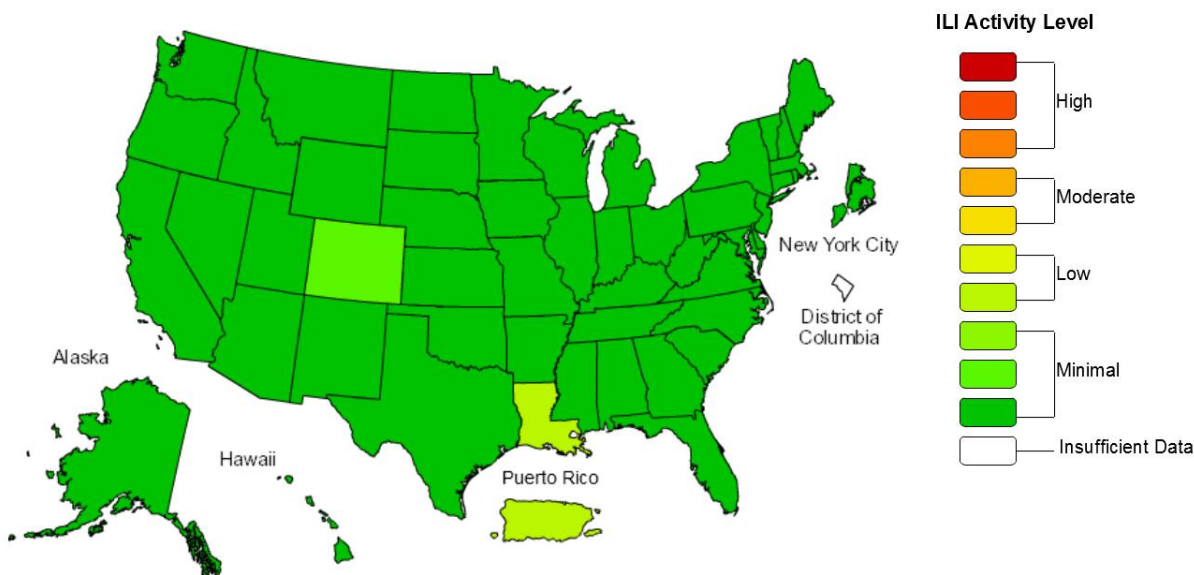 ILI Activity Level
High
Moderate
Low
Minimal
Insufficient Data
New York City
District of
Columbia
Alaska
Hawaii
Puerto Rico